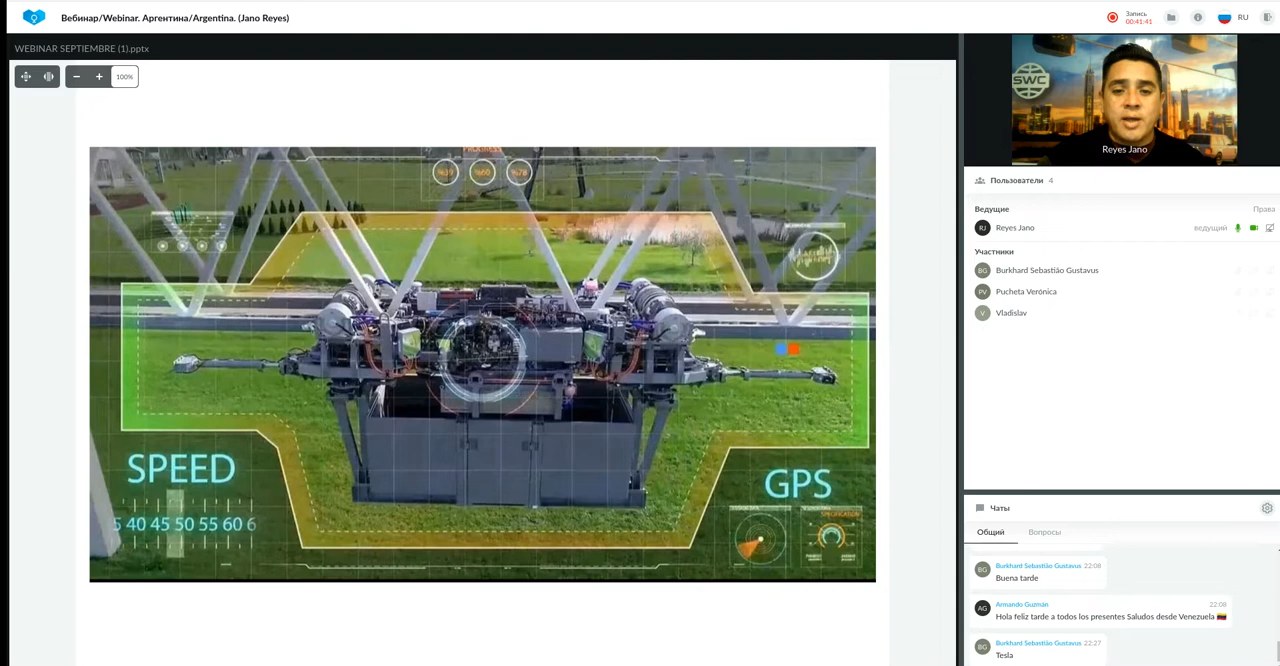 Вебинар/Webinar. Аргентина/Argentina. (Jano Reyes)
Запись
00:41:41
RU
WEBINAR SEPTIEMBRE (1).pptx
100%
PROGRESS
%39 %60 %78
SPEED
5 40 45 50 55 60 6
GPS
SWC
Reyes Jano
Пользователи 4
Ведущие Права
RJ Reyes Jano ведущий
Участники
BG Burkhard Sebastião Gustavus
PV Pucheta Verónica
V Vladislav
Чаты
Общий Вопросы
BG Burkhard Sebastião Gustavus 22:08
Buena tarde
AG Armando Guzmán 22:08
Hola feliz tarde a todos los presentes Saludos desde Venezuela 🇻🇪
BG Burkhard Sebastião Gustavus 22:27
Tesla